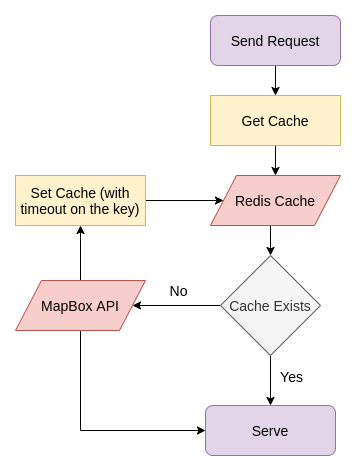 Send Request
Get Cache
Set Cache (with
timeout on the key)
Redis Cache
No
MapBox API
Cache Exists
Yes
Serve